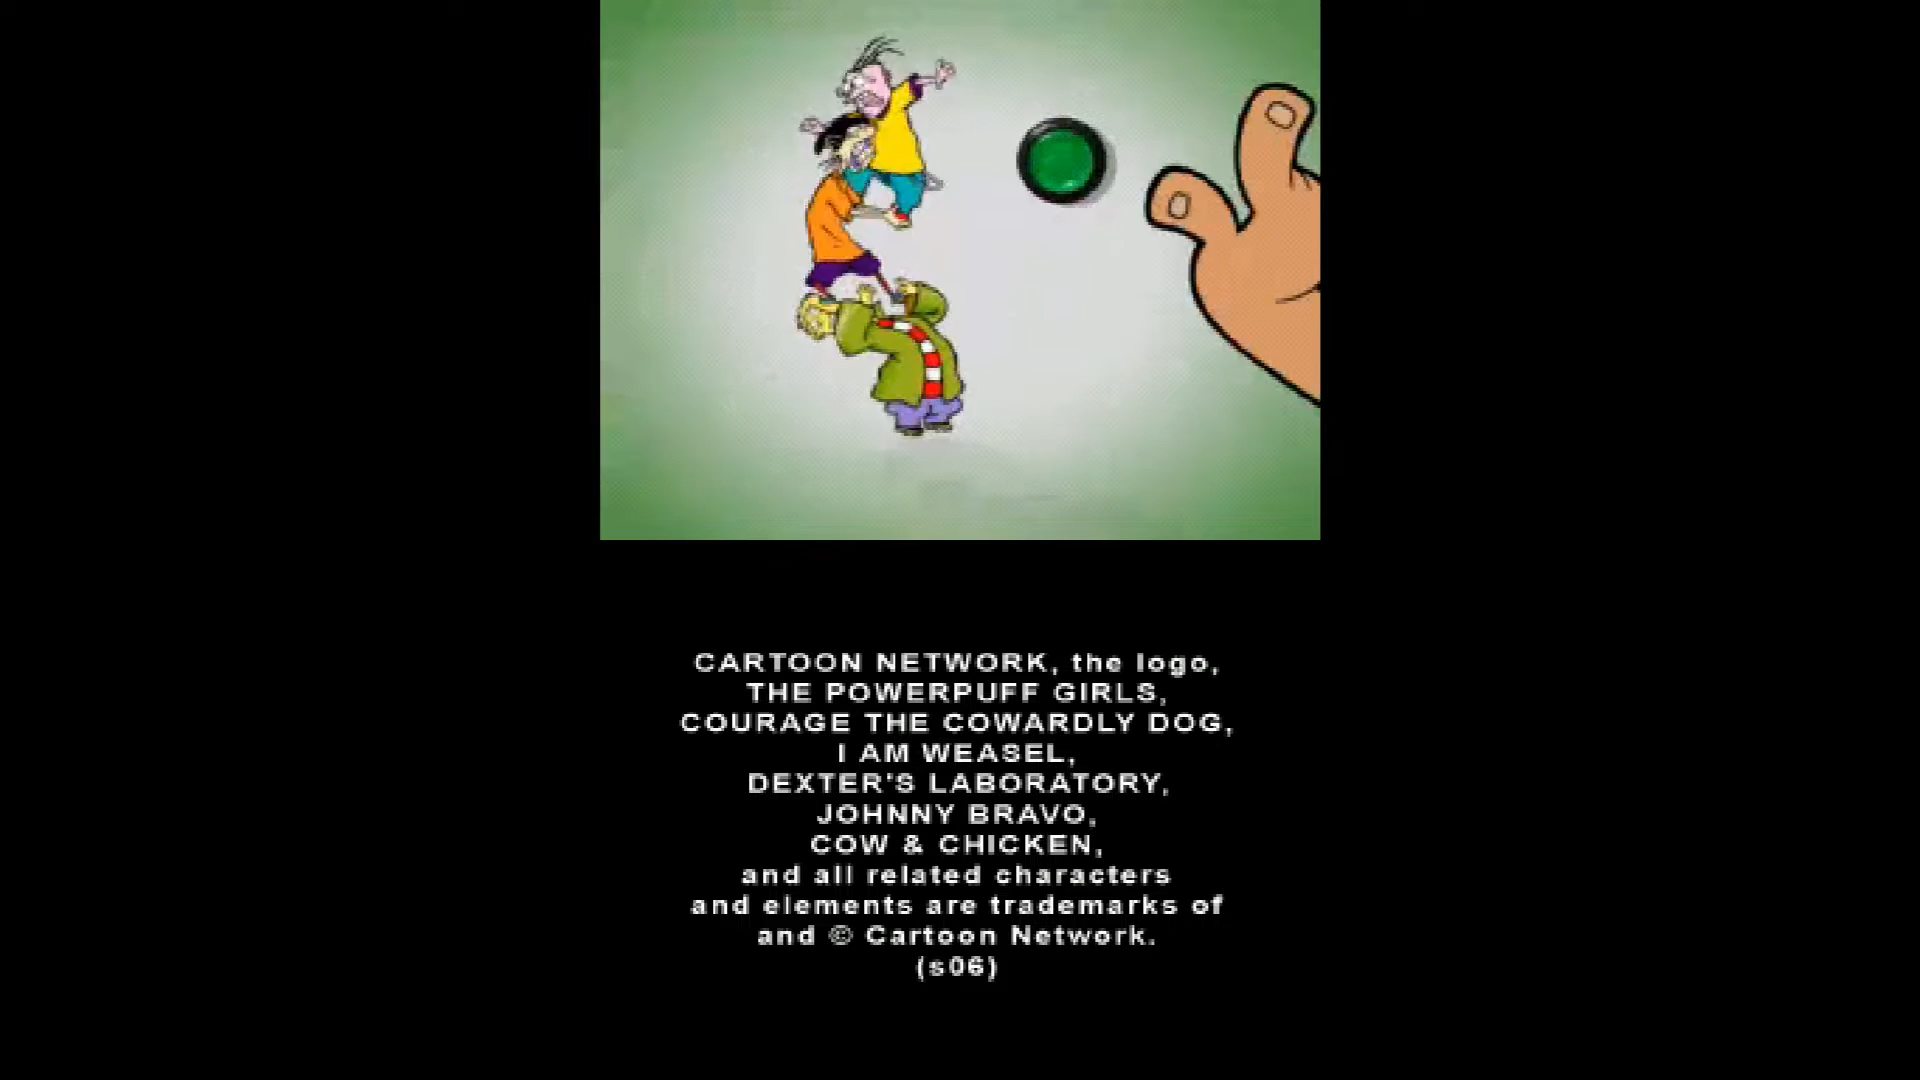 CARTOON NETWORK, the logo,
THE POWERPUFF GIRLS,
COURAGE THE COWARDLY DOG,
I AM WEASEL,
DEXTER'S LABORATORY,
JOHNNY BRAVO,
COW & CHICKEN,
and all related characters
and elements are trademarks of
and © Cartoon Network.
(s06)